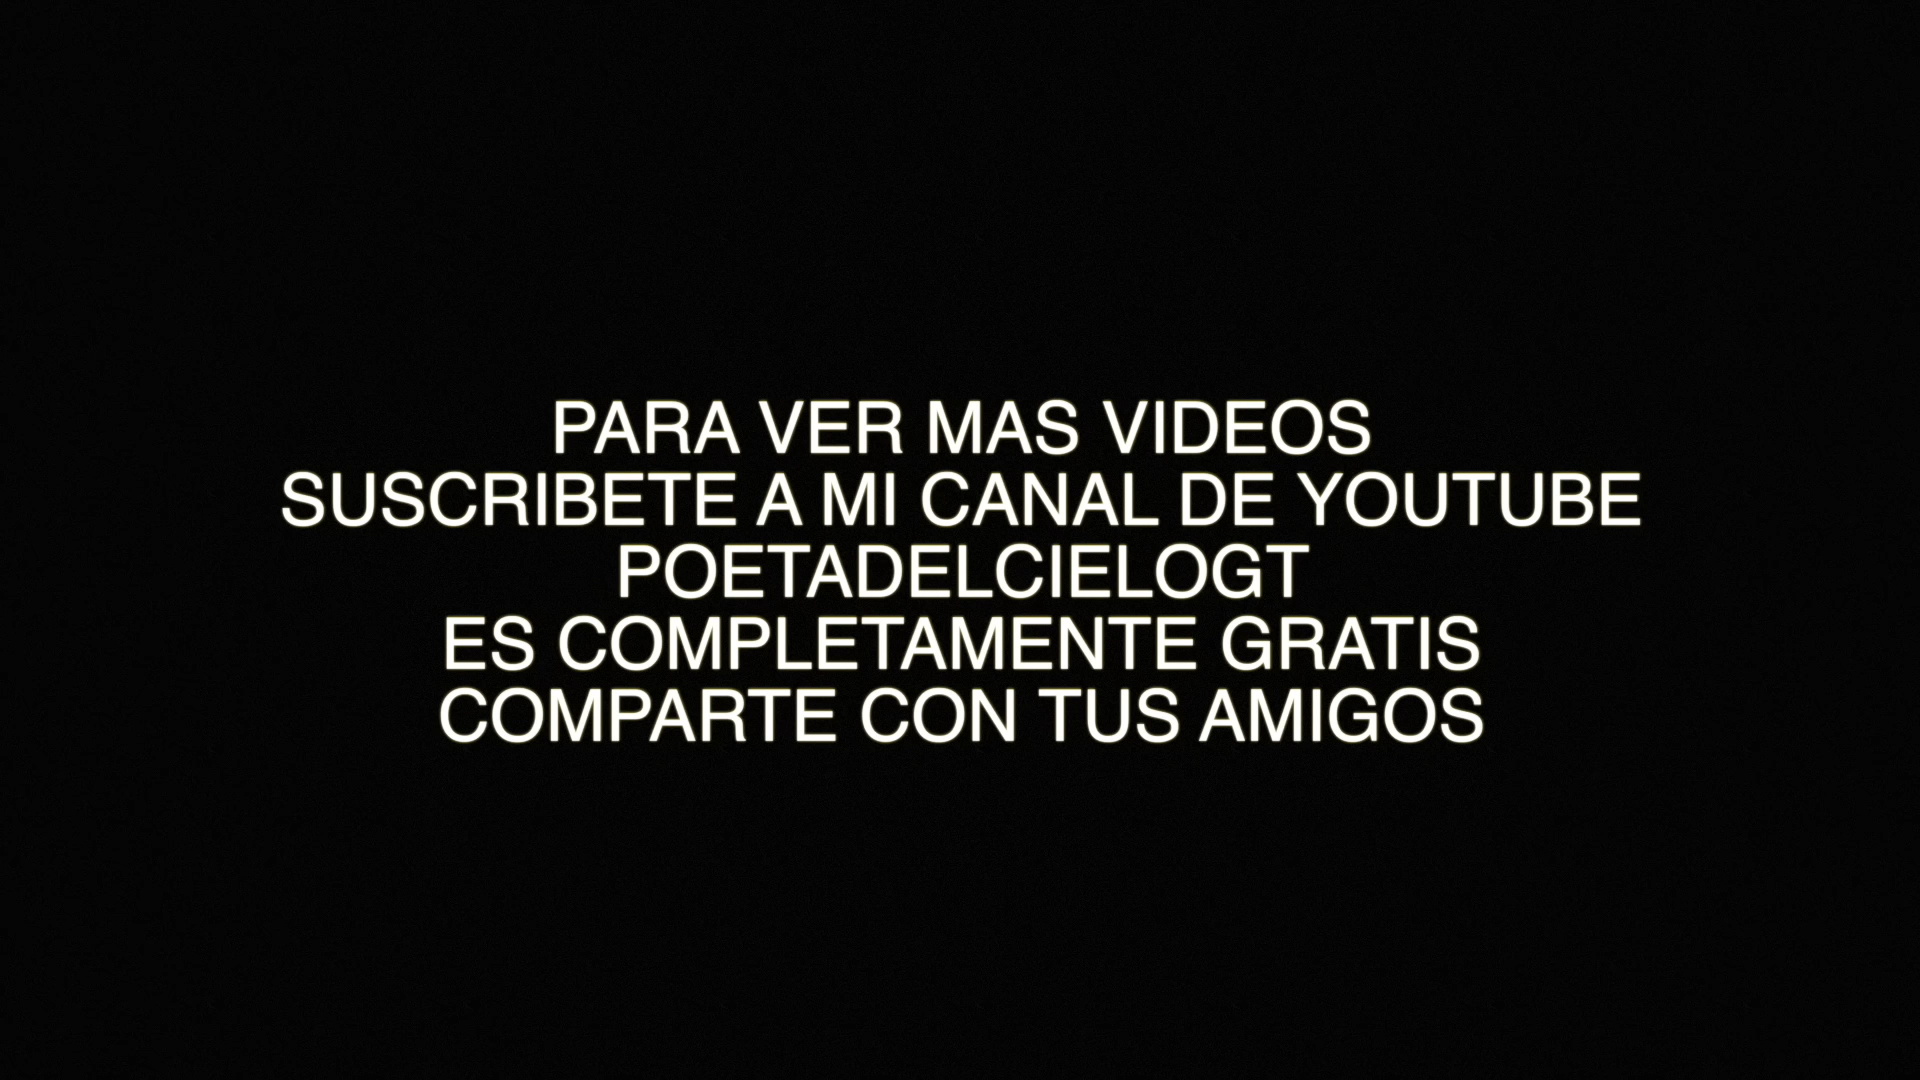 PARA VER MAS VIDEOS
SUSCRIBETE A MI CANAL DE YOUTUBE
POETADELCIELOGT
ES COMPLETAMENTE GRATIS
COMPARTE CON TUS AMIGOS